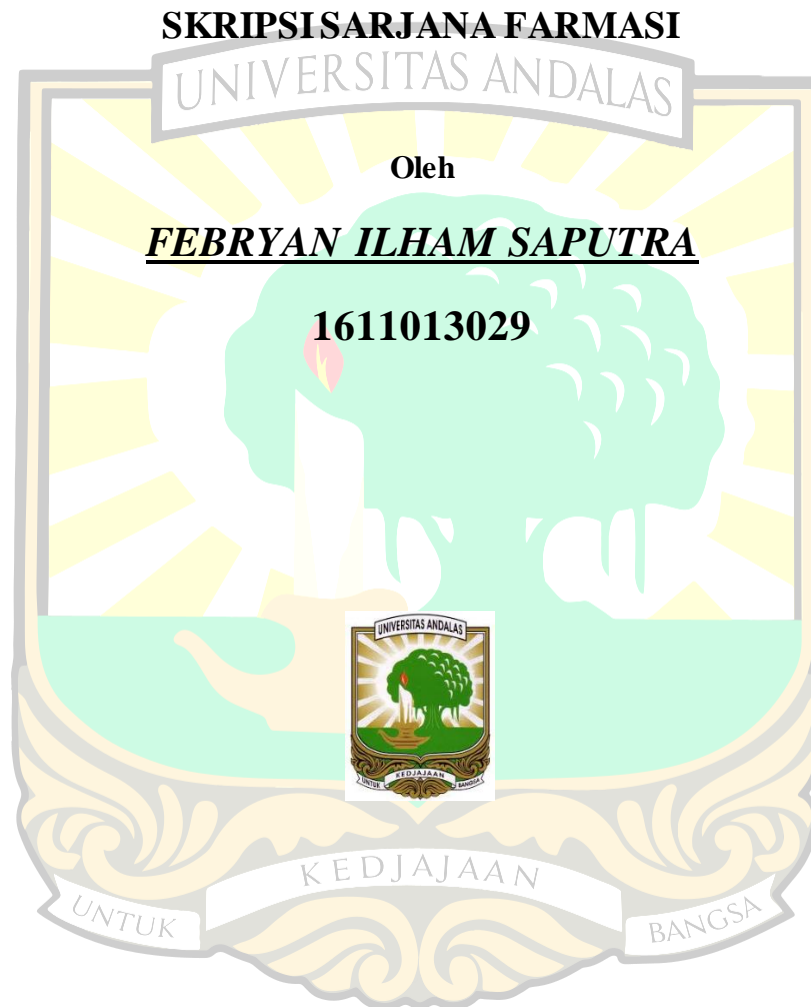 SKRIPSI SARJANA FARMASI
UNIVERSITAS ANDALAS
Oleh
FEBRYAN ILHAM SAPUTRA
1611013029
UNIVERSITAS ANDALAS
UNTUK KEDJAJAAN BANGSA
KEDJAJAAN
UNTUK BANGSA